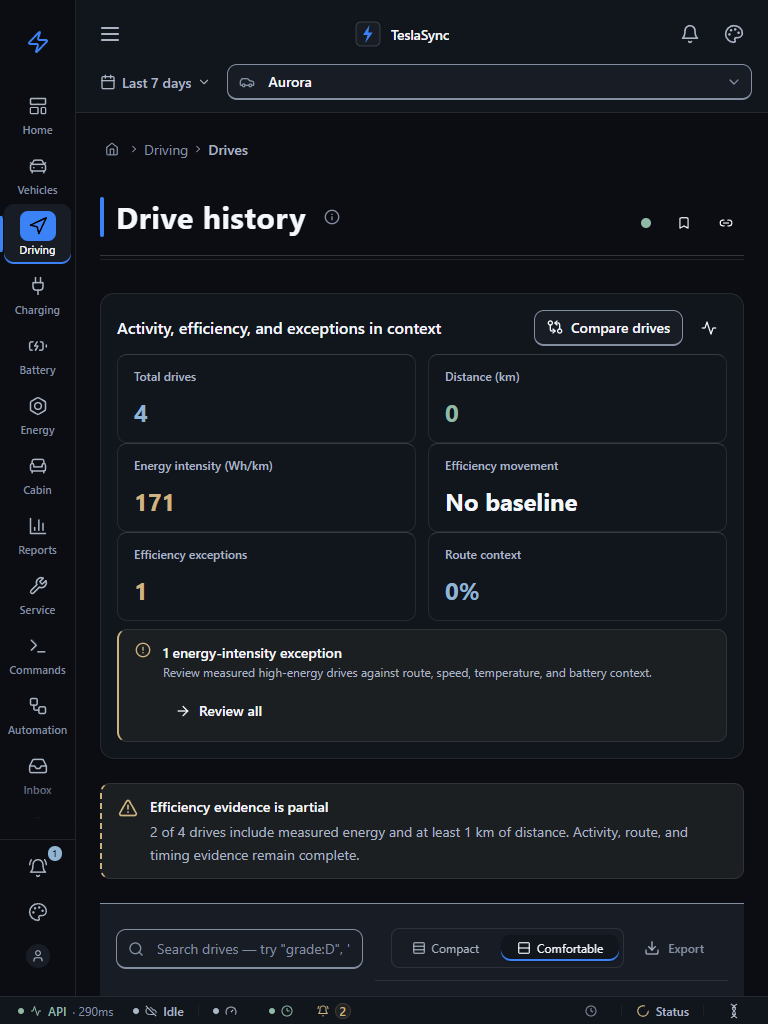 TeslaSync
Last 7 days
Aurora
Home
Vehicles
Driving
Charging
Battery
Energy
Cabin
Reports
Service
Commands
Automation
Inbox
1
Driving
Drives
Drive history
Activity, efficiency, and exceptions in context
Compare drives
Total drives
4
Distance (km)
0
Energy intensity (Wh/km)
171
Efficiency movement
No baseline
Efficiency exceptions
1
Route context
0%
1 energy-intensity exception
Review measured high-energy drives against route, speed, temperature, and battery context.
Review all
Efficiency evidence is partial
2 of 4 drives include measured energy and at least 1 km of distance. Activity, route, and
timing evidence remain complete.
Search drives — try "grade:D", '
Compact
Comfortable
Export
API · 290ms
Idle
2
Status